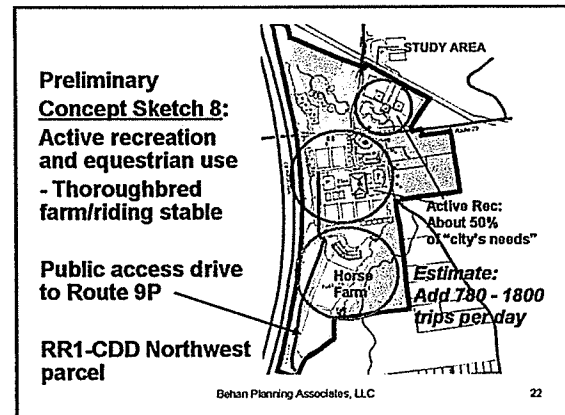 Preliminary
Concept Sketch 8:
Active recreation
and equestrian use
- Thoroughbred
farm/riding stable
Public access drive
to Route 9P
RR1-CDD Northwest
parcel
STUDY AREA
Active Rec:
About 50%
of "city's needs"
Horse
Farm
Estimate:
Add 780 - 1800
trips per day
Behan Planning Associates, LLC
22